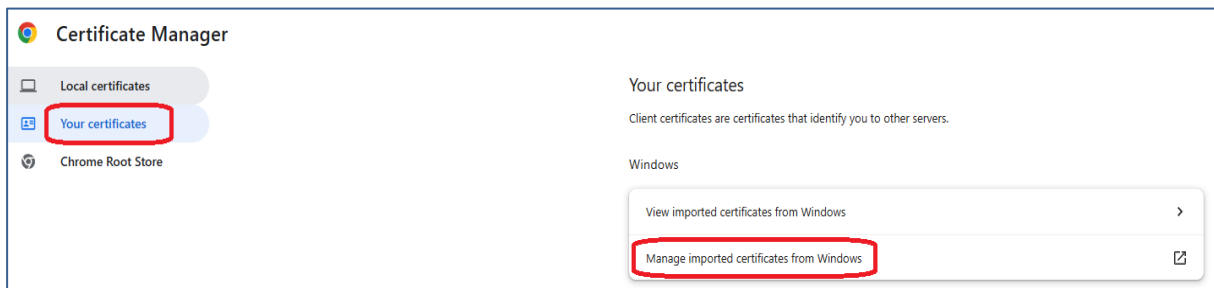 Certificate Manager
Local certificates
Your certificates
Chrome Root Store
Your certificates
Client certificates are certificates that identify you to other servers.
Windows
View imported certificates from Windows
Manage imported certificates from Windows